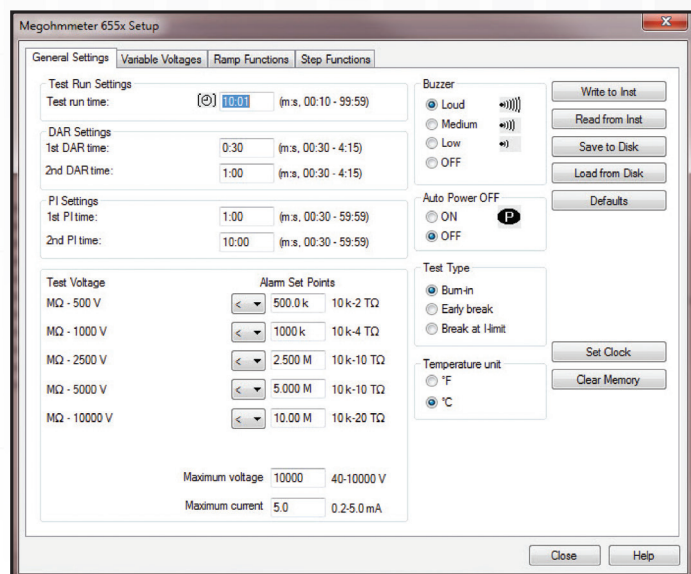 Megohmmeter 655x Setup
x
General Settings Variable Voltages Ramp Functions Step Functions
Test Run Settings
Test run time: 10:01 (m:s, 00:10 - 99:59)
DAR Settings
1st DAR time: 0:30 (m:s, 00:30 - 4:15)
2nd DAR time: 1:00 (m:s, 00:30 - 4:15)
PI Settings
1st PI time: 1:00 (m:s, 00:30 - 59:59)
2nd PI time: 10:00 (m:s, 00:30 - 59:59)
Test Voltage Alarm Set Points
MΩ - 500 V < 500.0 k 10 k-2 TΩ
MΩ - 1000 V < 1000 k 10 k-4 TΩ
MΩ - 2500 V < 2.500 M 10 k-10 TΩ
MΩ - 5000 V < 5.000 M 10 k-10 TΩ
MΩ - 10000 V < 10.00 M 10 k-20 TΩ
Maximum voltage 10000 40-10000 V
Maximum current 5.0 0.2-5.0 mA
Buzzer
Loud
Medium
Low
OFF
Auto Power OFF
ON P
OFF
Test Type
Burn-in
Early break
Break at I-limit
Temperature unit
°F
°C
Write to Inst
Read from Inst
Save to Disk
Load from Disk
Defaults
Set Clock
Clear Memory
Close Help